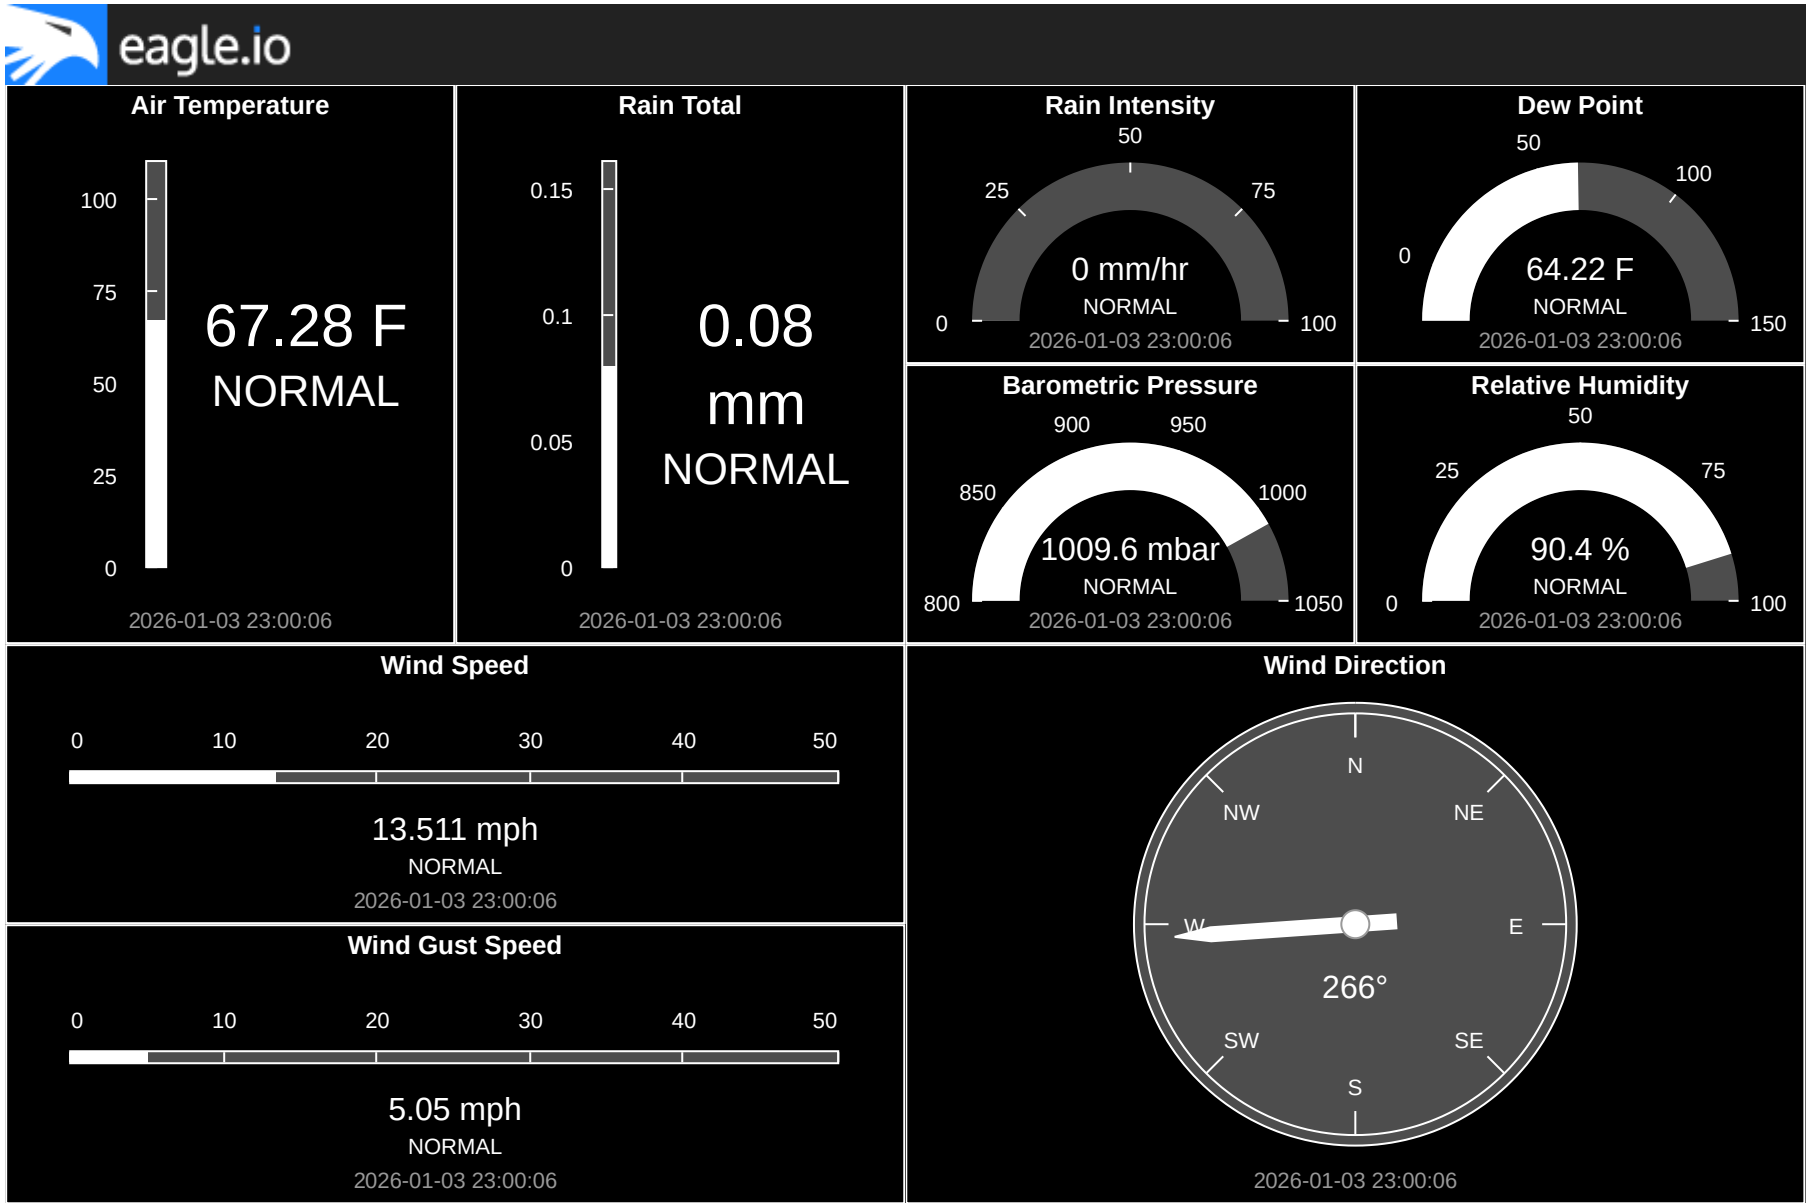 eagle.io
Air Temperature
100
75
50
25
0
67.28 F
NORMAL
2026-01-03 23:00:06
Rain Total
0.15
0.1
0.05
0
0.08
mm
NORMAL
2026-01-03 23:00:06
Rain Intensity
0
25
50
75
100
0 mm/hr
NORMAL
2026-01-03 23:00:06
Dew Point
0
50
100
150
64.22 F
NORMAL
2026-01-03 23:00:06
Barometric Pressure
800
850
900
950
1000
1050
1009.6 mbar
NORMAL
2026-01-03 23:00:06
Relative Humidity
0
25
50
75
100
90.4 %
NORMAL
2026-01-03 23:00:06
Wind Speed
0 10 20 30 40 50
13.511 mph
NORMAL
2026-01-03 23:00:06
Wind Gust Speed
0 10 20 30 40 50
5.05 mph
NORMAL
2026-01-03 23:00:06
Wind Direction
N
NW NE
W E
266°
SW SE
S
2026-01-03 23:00:06